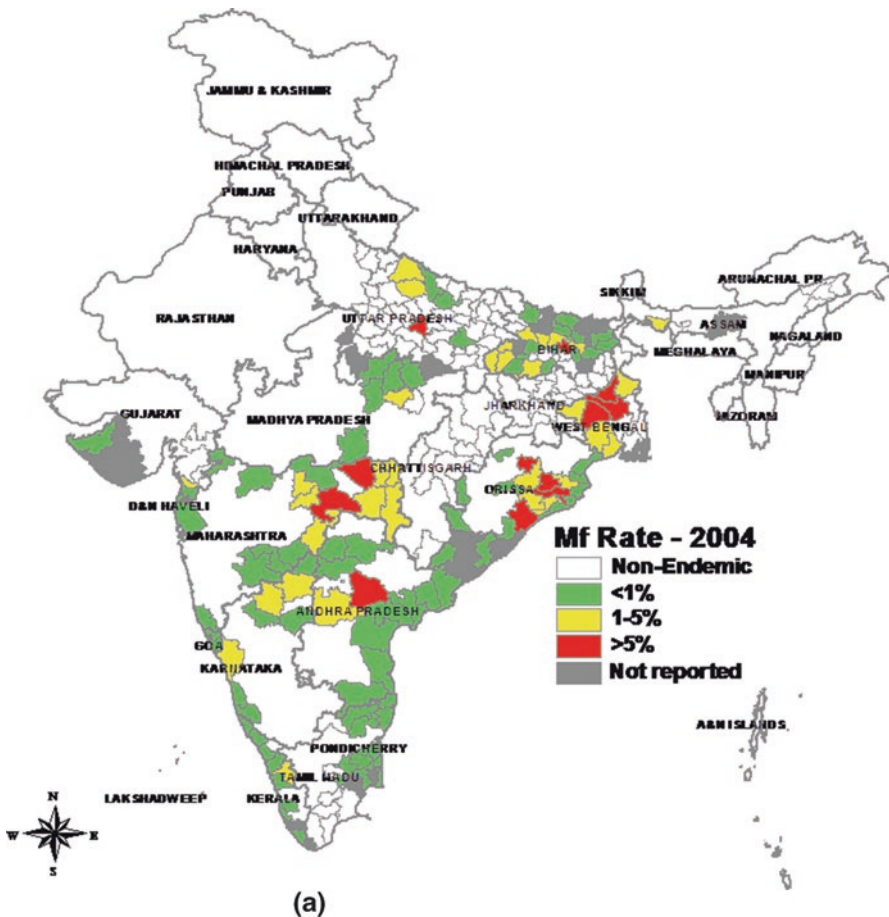 JAMMU & KASHMIR
HIMACHAL PRADESH
PUNJAB
UTTARAKHAND
HARYANA
SIKKIM
ARUNACHAL PR.
RAJASTHAN
UTTAR PRADESH
ASSAM
NAGALAND
BIHAR
MEGHALAYA
MANIPUR
GUJARAT
MADHYA PRADESH
JHARKHAND
MIZORAM
WEST BENGAL
CHHATTISGARH
ORISSA
D&N HAVELI
MAHARASHTRA
Mf Rate - 2004
Non-Endemic
<1%
1-5%
>5%
Not reported
ANDHRA PRADESH
GOA
KARNATAKA
A&N ISLANDS
PONDICHERRY
TAMIL NADU
LAKSHADWEEP
KERALA
N
W E
S
(a)